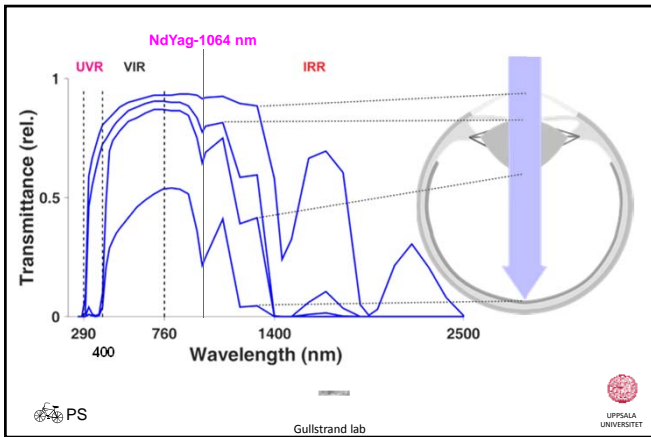 NdYag-1064 nm
UVR VIR IRR
1
0.5
0
Transmittance (rel.)
290 760 1400 2500
400
Wavelength (nm)
PS
Gullstrand lab
UPPSALA
UNIVERSITET